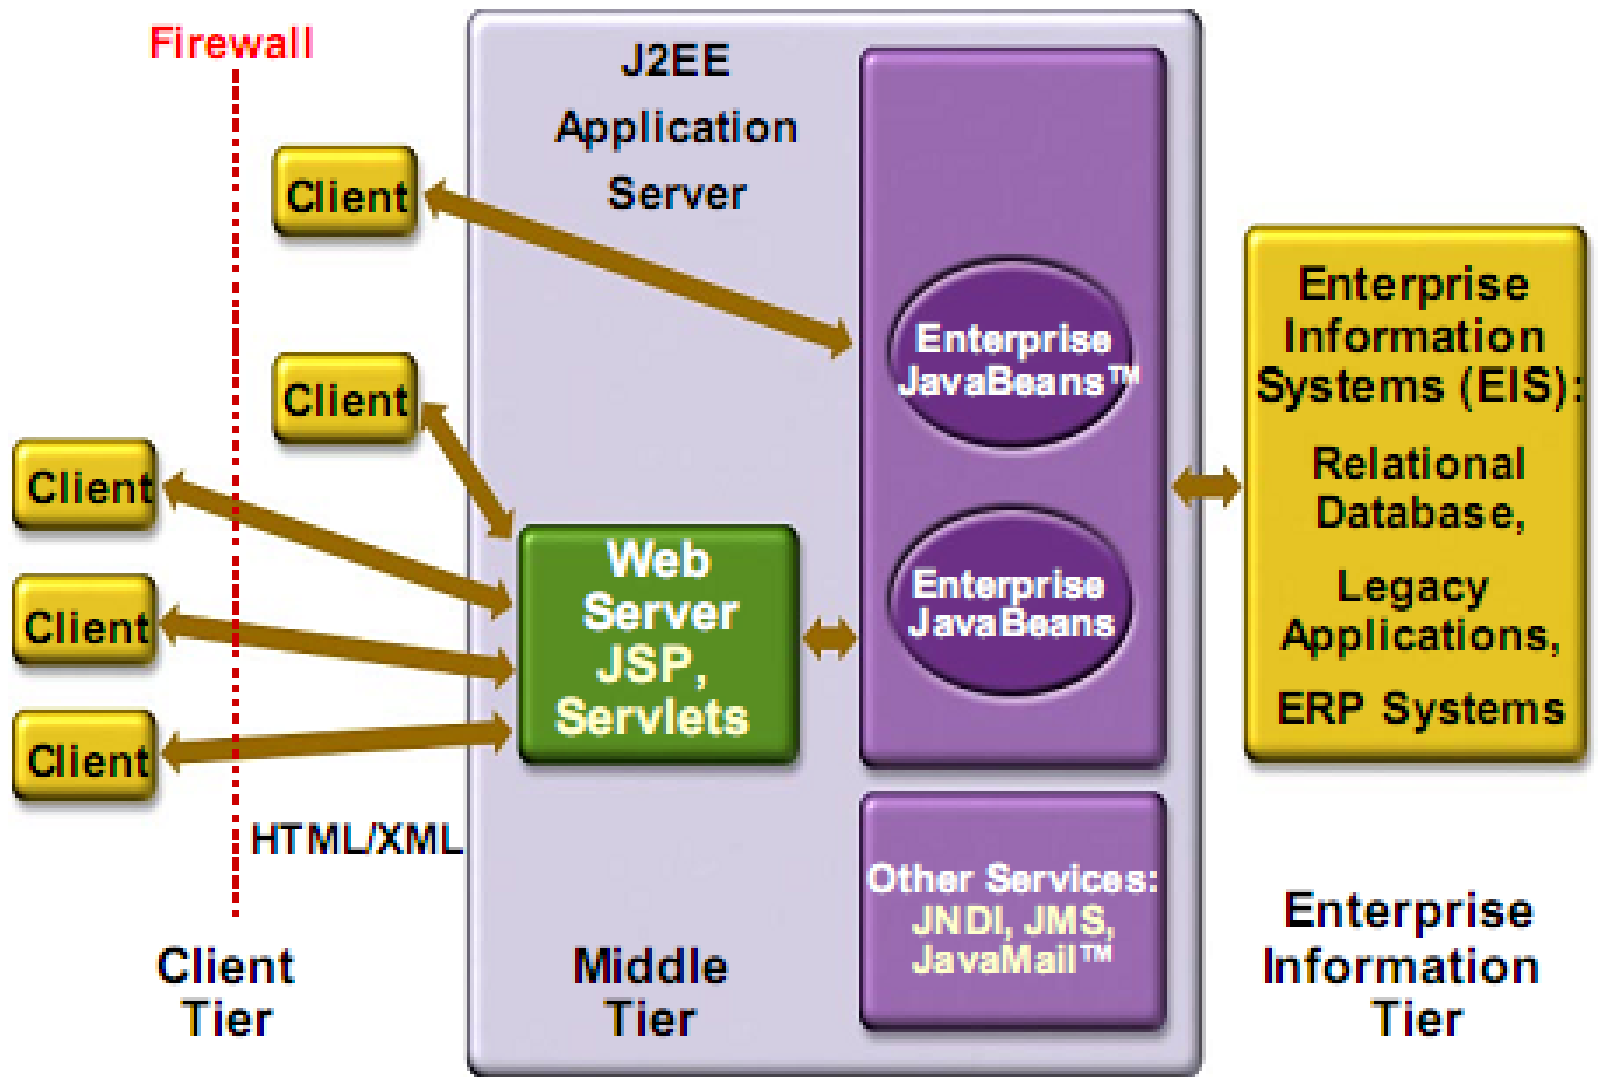 Firewall
J2EE
Application
Server
Client
Client
Client
Client
Client
HTML/XML
Web
Server
JSP,
Servlets
Enterprise
JavaBeans™
Enterprise
JavaBeans
Other Services:
JNDI, JMS,
JavaMail™
Enterprise
Information
Systems (EIS):
Relational
Database,
Legacy
Applications,
ERP Systems
Client
Tier
Middle
Tier
Enterprise
Information
Tier